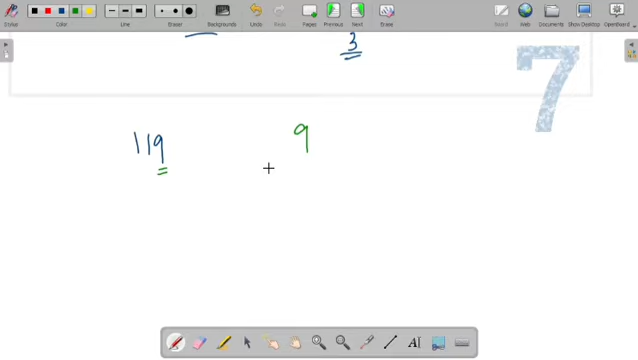 Stylus Color Line Eraser Backgrounds Undo Redo Pages Previous Next Erase Board Web Documents Show Desktop OpenBoard
3
7
119 9